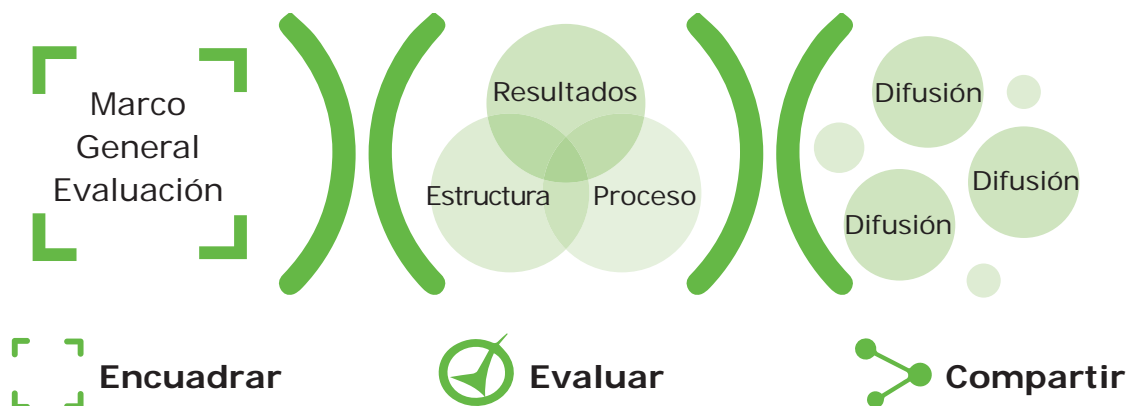 Marco
General
Evaluación
Resultados
Estructura
Proceso
Difusión
Difusión
Difusión
Encuadrar
Evaluar
Compartir